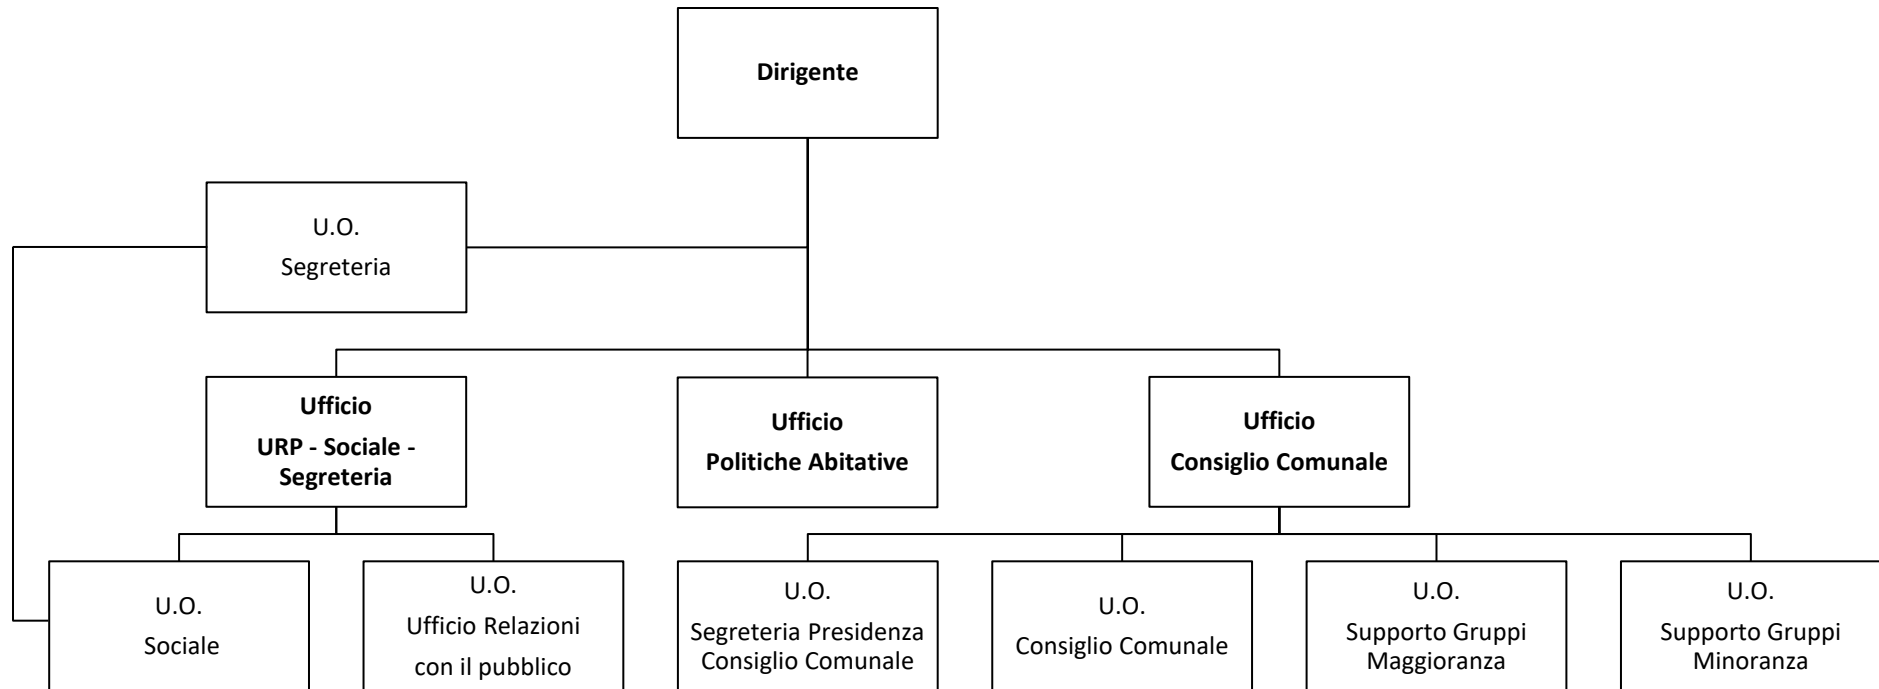 Dirigente
U.O.
Segreteria
Ufficio
URP - Sociale -
Segreteria
Ufficio
Politiche Abitative
Ufficio
Consiglio Comunale
U.O.
Sociale
U.O.
Ufficio Relazioni
con il pubblico
U.O.
Segreteria Presidenza
Consiglio Comunale
U.O.
Consiglio Comunale
U.O.
Supporto Gruppi
Maggioranza
U.O.
Supporto Gruppi
Minoranza